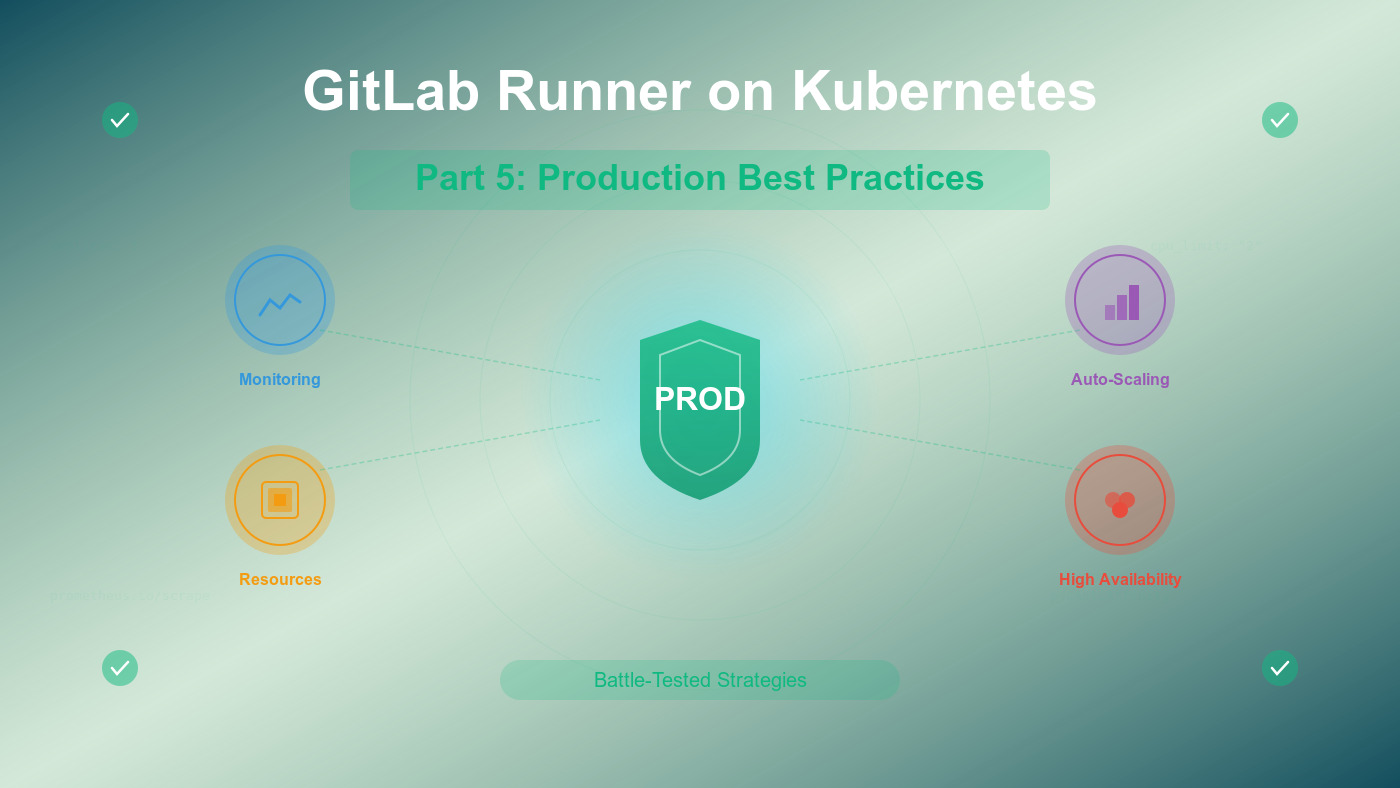 GitLab Runner on Kubernetes
Part 5: Production Best Practices
Monitoring
Auto-Scaling
PROD
Resources
High Availability
Battle-Tested Strategies